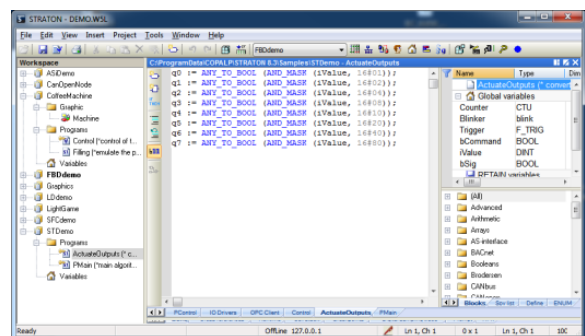 STRATON - DEMO.W5L
File Edit View Insert Project Tools Window Help
FBDdemo
Workspace
C:\ProgramData\COPALP\STRATON 8.3\Samples\STDemo - ActuateOutputs
ASiDemo
CanOpenNode
CoffeeMachine
Graphic
Machine
Programs
Control (*control of t...
Filling (*emulate the p...
Variables
FBDdemo
Graphics
LDdemo
LightGame
SFCdemo
STDemo
Programs
ActuateOutputs (* c...
PMain (*main algorit...
Variables
q0 := ANY_TO_BOOL (AND_MASK (iValue, 16#01));
q1 := ANY_TO_BOOL (AND_MASK (iValue, 16#02));
q2 := ANY_TO_BOOL (AND_MASK (iValue, 16#04));
q3 := ANY_TO_BOOL (AND_MASK (iValue, 16#08));
q4 := ANY_TO_BOOL (AND_MASK (iValue, 16#10));
q5 := ANY_TO_BOOL (AND_MASK (iValue, 16#20));
q6 := ANY_TO_BOOL (AND_MASK (iValue, 16#40));
q7 := ANY_TO_BOOL (AND_MASK (iValue, 16#80));
Name Type Dim
ActuateOutputs (* convert
Global variables
Counter CTU
Blinker blink
Trigger F_TRIG
bCommand BOOL
iValue DINT
bSig BOOL
RETAIN variables
(All)
Advanced
Arithmetic
Arrays
AS-interface
BACnet
Booleans
Brodersen
CANbus
Blocks Spy list Define ENUM
PControl IO Drivers OPC Client Control ActuateOutputs PMain
Ready Offline 127.0.0.1 Ln 1, Ch 1 0 x 1 Ln 1, Ch 1 100